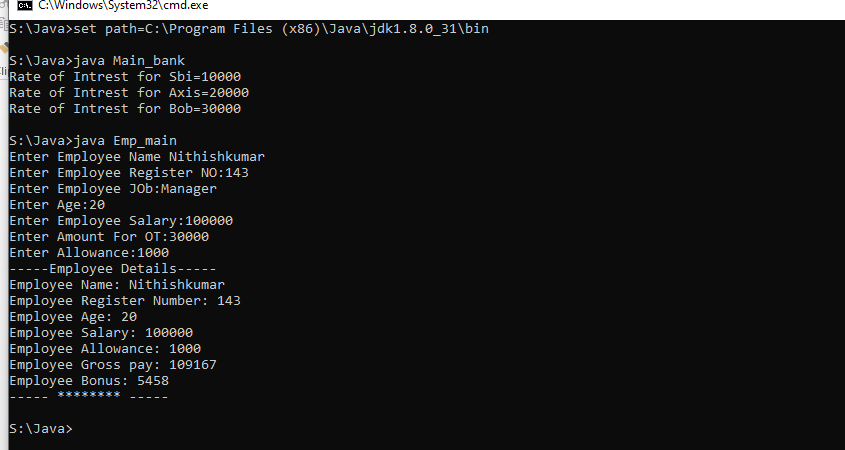 C:\Windows\System32\cmd.exe
S:\Java>set path=C:\Program Files (x86)\Java\jdk1.8.0_31\bin
S:\Java>java Main_bank
Rate of Intrest for Sbi=10000
Rate of Intrest for Axis=20000
Rate of Intrest for Bob=30000
S:\Java>java Emp_main
Enter Employee Name Nithishkumar
Enter Employee Register NO:143
Enter Employee JOb:Manager
Enter Age:20
Enter Employee Salary:100000
Enter Amount For OT:30000
Enter Allowance:1000
-----Employee Details-----
Employee Name: Nithishkumar
Employee Register Number: 143
Employee Age: 20
Employee Salary: 100000
Employee Allowance: 1000
Employee Gross pay: 109167
Employee Bonus: 5458
----- ******** -----
S:\Java>